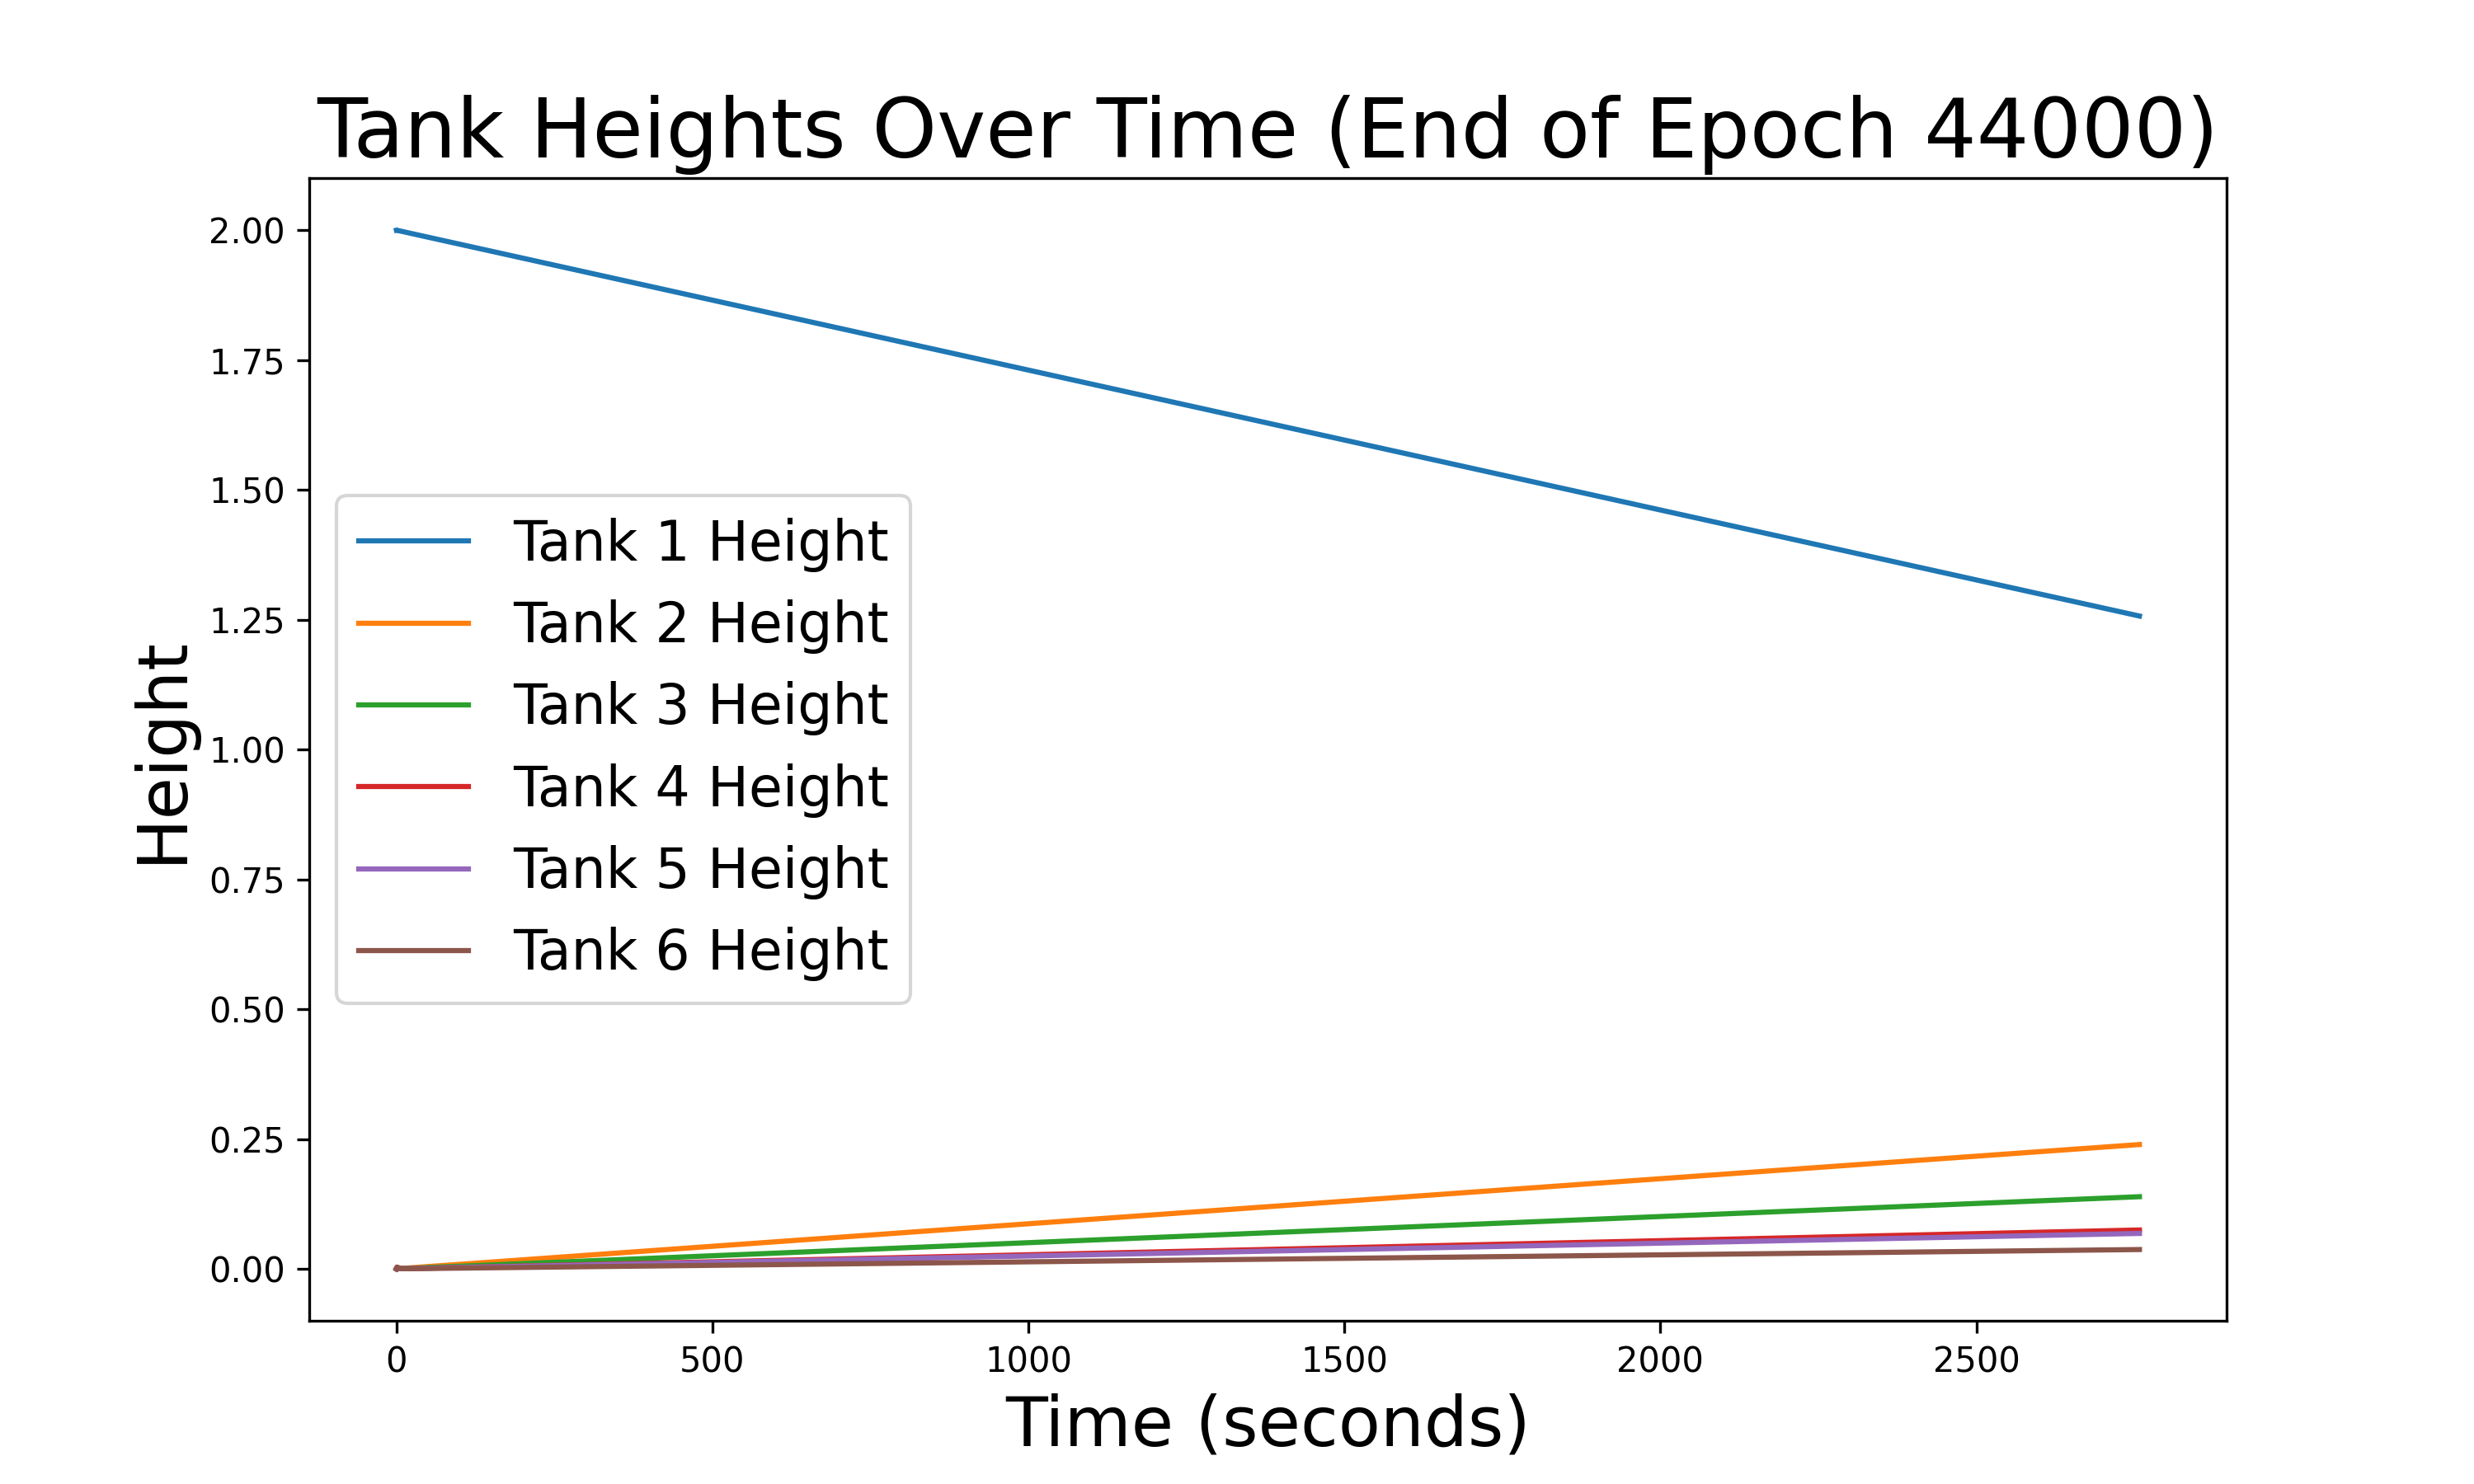 Tank Heights Over Time (End of Epoch 44000)
Height
2.00
1.75
1.50
1.25
1.00
0.75
0.50
0.25
0.00
Tank 1 Height
Tank 2 Height
Tank 3 Height
Tank 4 Height
Tank 5 Height
Tank 6 Height
0 500 1000 1500 2000 2500
Time (seconds)